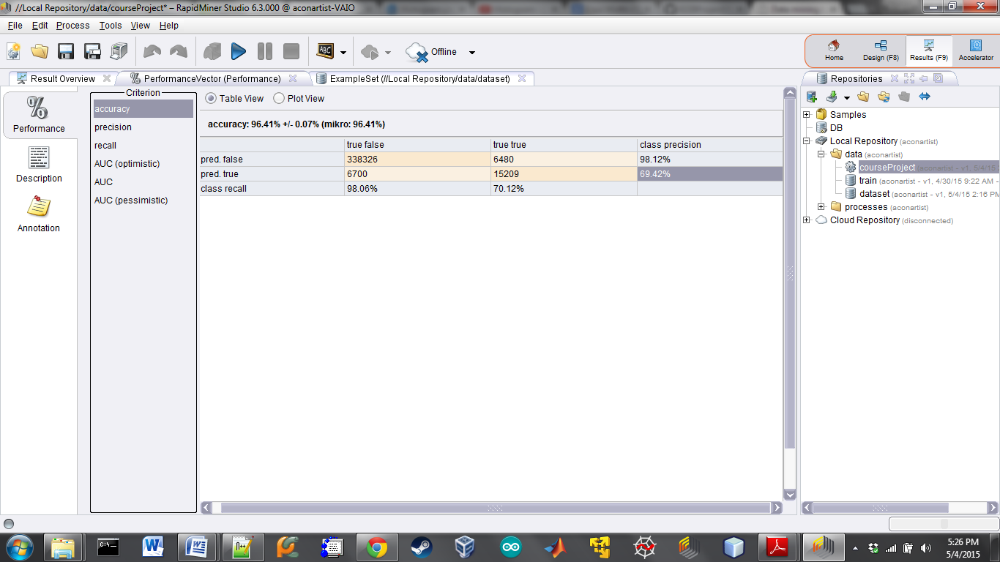 //Local Repository/data/courseProject* – RapidMiner Studio 6.3.000 @ aconartist-VAIO
File Edit Process Tools View Help
ABC Offline
Home Design (F8) Results (F9) Accelerator
Result Overview % PerformanceVector (Performance) ExampleSet (//Local Repository/data/dataset)
Repositories
%
Performance
Description
Annotation
Criterion
accuracy
precision
recall
AUC (optimistic)
AUC
AUC (pessimistic)
Table View Plot View
accuracy: 96.41% +/- 0.07% (mikro: 96.41%)
true false true true class precision
pred. false 338326 6480 98.12%
pred. true 6700 15209 69.42%
class recall 98.06% 70.12%
Samples
DB
Local Repository (aconartist)
data (aconartist)
courseProject (aconartist – v1, 5/4/15
train (aconartist – v1, 4/30/15 9:22 AM –
dataset (aconartist – v1, 5/4/15 2:16 PM
processes (aconartist)
Cloud Repository (disconnected)
5:26 PM
5/4/2015